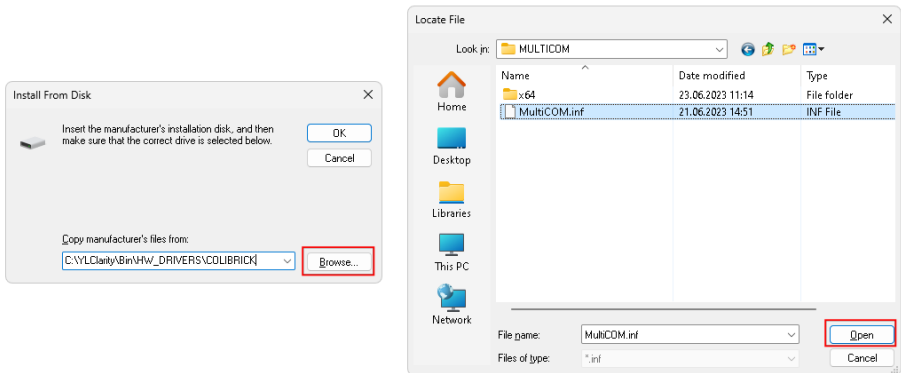 Install From Disk
Insert the manufacturer's installation disk, and then
make sure that the correct drive is selected below.
OK
Cancel
Copy manufacturer's files from:
C:\YLClarity\Bin\HW_DRIVERS\COLIBRICK
Browse...
Locate File
Look in:
MULTICOM
Home
Desktop
Libraries
This PC
Network
Name Date modified Type
x64 23.06.2023 11:14 File folder
MultiCOM.inf 21.06.2023 14:51 INF File
File name: MultiCOM.inf Open
Files of type: *.inf Cancel